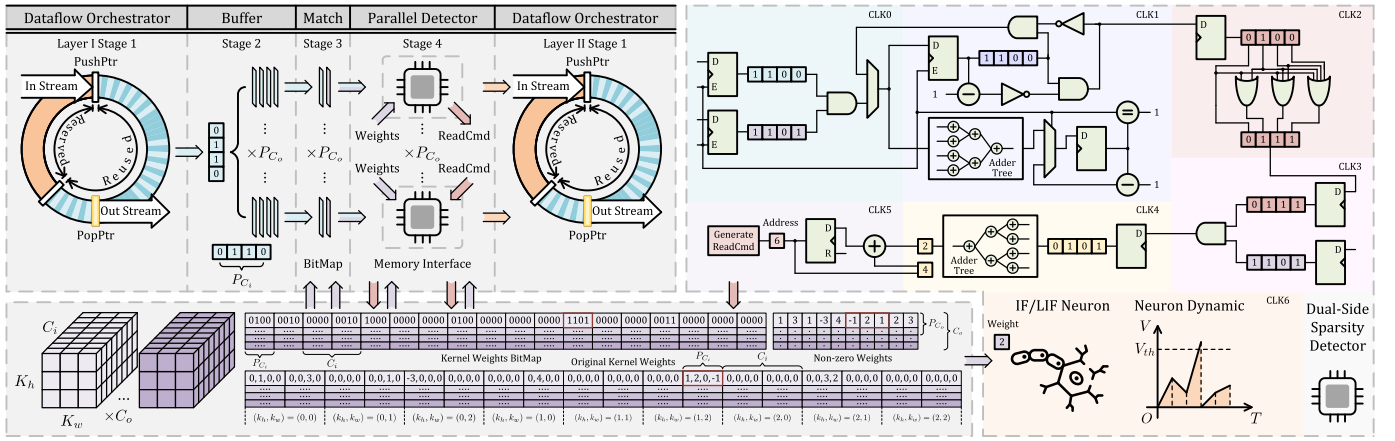 Dataflow Orchestrator Buffer Match Parallel Detector Dataflow Orchestrator
Layer I Stage 1 Stage 2 Stage 3 Stage 4 Layer II Stage 1
PushPtr PushPtr
In Stream In Stream
Reserved Reused Reserved Reused
Out Stream Out Stream
PopPtr PopPtr
0
1
1
0
×P_{C_o} ×P_{C_o} ×P_{C_o}
Weights ReadCmd
Weights ReadCmd
0 1 1 0
P_{C_i}
BitMap Memory Interface
CLK0 CLK1 CLK2
D
E
1 1 0 0
D
E
1 1 0 1
D
E
1 1 0 0
1
Adder
Tree
D
1
1
D
0 1 0 0
0 1 1 1
CLK3
0 1 1 1 D
1 1 0 1 D
CLK4
D
0 1 0 1
Adder
Tree
2
4
CLK5
Address
Generate
ReadCmd
6
D
R
C_i
K_h
K_w ×C_o
0100 0010 0000 0010 1000 0000 0000 0100 0000 0000 0000 1101 0000 0000 0011 0000 0000 0000
P_{C_i} C_i Kernel Weights BitMap
1 3 1 -3 4 -1 2 1 2 3
P_{C_o} C_o
Non-zero Weights
Original Kernel Weights P_{C_i} C_i
0,1,0,0 0,0,3,0 0,0,0,0 0,0,1,0 -3,0,0,0 0,0,0,0 0,0,0,0 0,4,0,0 0,0,0,0 0,0,0,0 0,0,0,0 1,2,0,-1 0,0,0,0 0,0,0,0 0,0,3,2 0,0,0,0 0,0,0,0 0,0,0,0
(k_h, k_w) = (0,0) (k_h, k_w) = (0,1) (k_h, k_w) = (0,2) (k_h, k_w) = (1,0) (k_h, k_w) = (1,1) (k_h, k_w) = (1,2) (k_h, k_w) = (2,0) (k_h, k_w) = (2,1) (k_h, k_w) = (2,2)
IF/LIF Neuron Neuron Dynamic CLK6
Weight
2
V
V_{th}
O T
Dual-Side
Sparsity
Detector